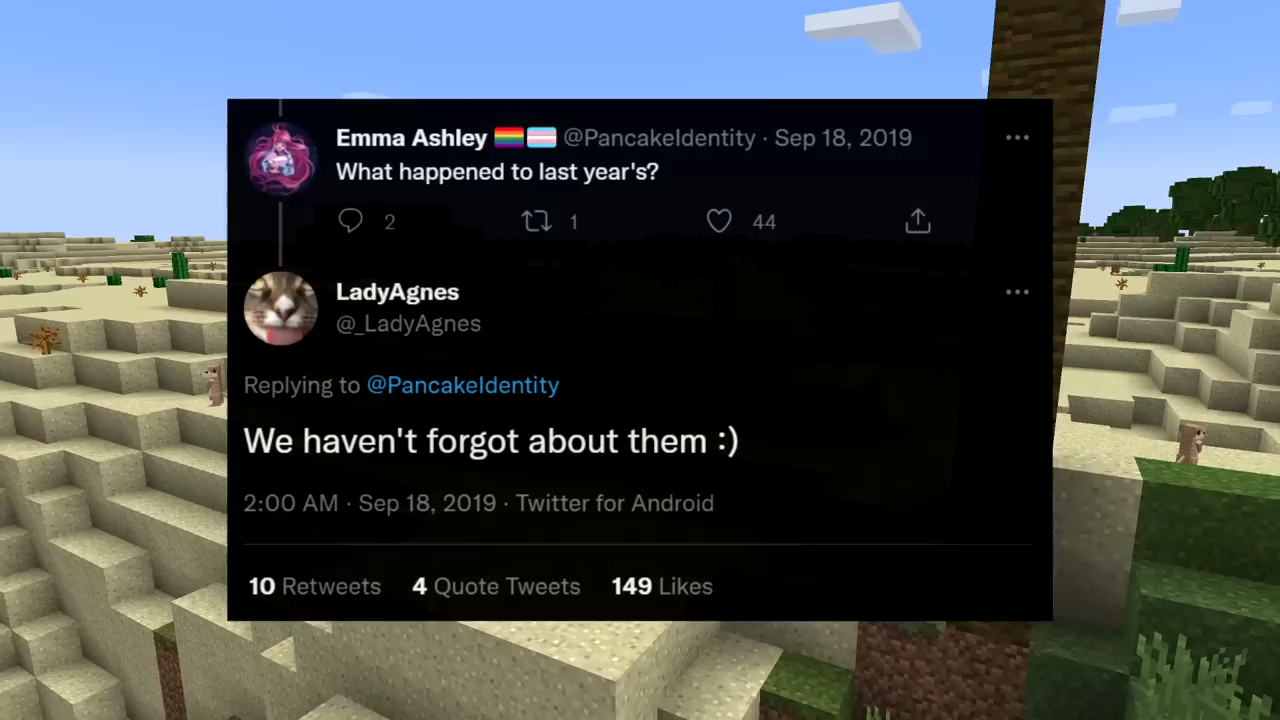 Emma Ashley 🏳️‍🌈🏳️‍⚧️ @PancakeIdentity · Sep 18, 2019
What happened to last year's?
2 1 44
LadyAgnes
@_LadyAgnes
Replying to @PancakeIdentity
We haven't forgot about them :)
2:00 AM · Sep 18, 2019 · Twitter for Android
10 Retweets 4 Quote Tweets 149 Likes